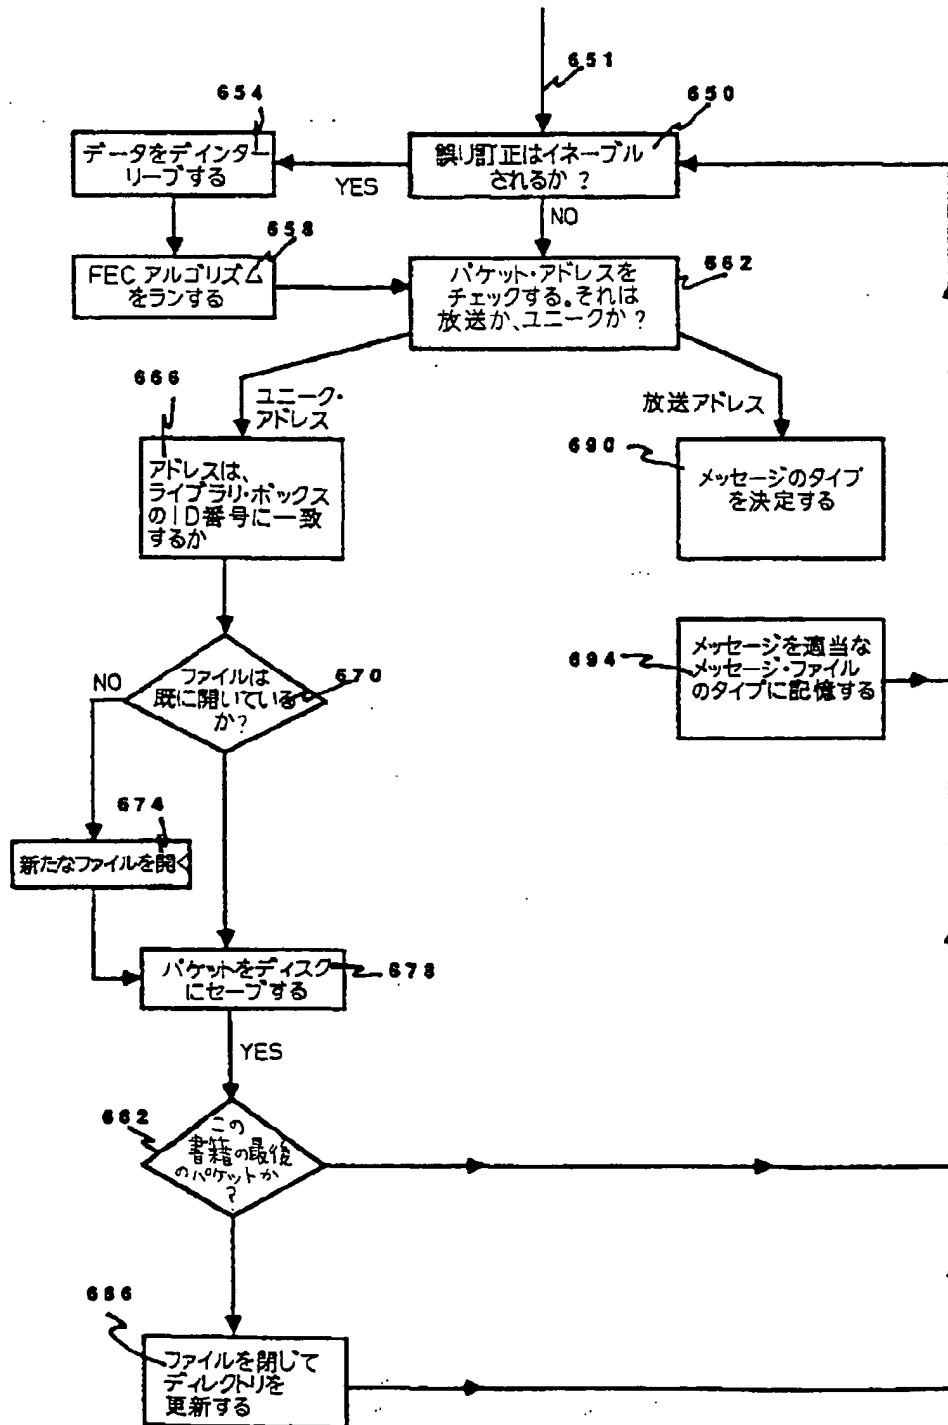 651
654
650
データをデインター
リーブする
YES
誤り訂正はイネーブル
されるか?
NO
658
FEC アルゴリズム
をランする
662
パケット・アドレスを
チェックする。それは
放送か、ユニークか?
666
ユニーク・
アドレス
放送アドレス
アドレスは、
ライブラリ・ボックス
のID番号に一致
するか
690
メッセージのタイプ
を決定する
NO
ファイルは
既に開いている
か?
670
694
メッセージを適当な
メッセージ・ファイル
のタイプに記憶する
674
新たなファイルを開く
パケットをディスク
にセーブする
678
YES
682
この
書籍の最後
のパケットか
?
686
ファイルを閉じて
ディレクトリを
更新する